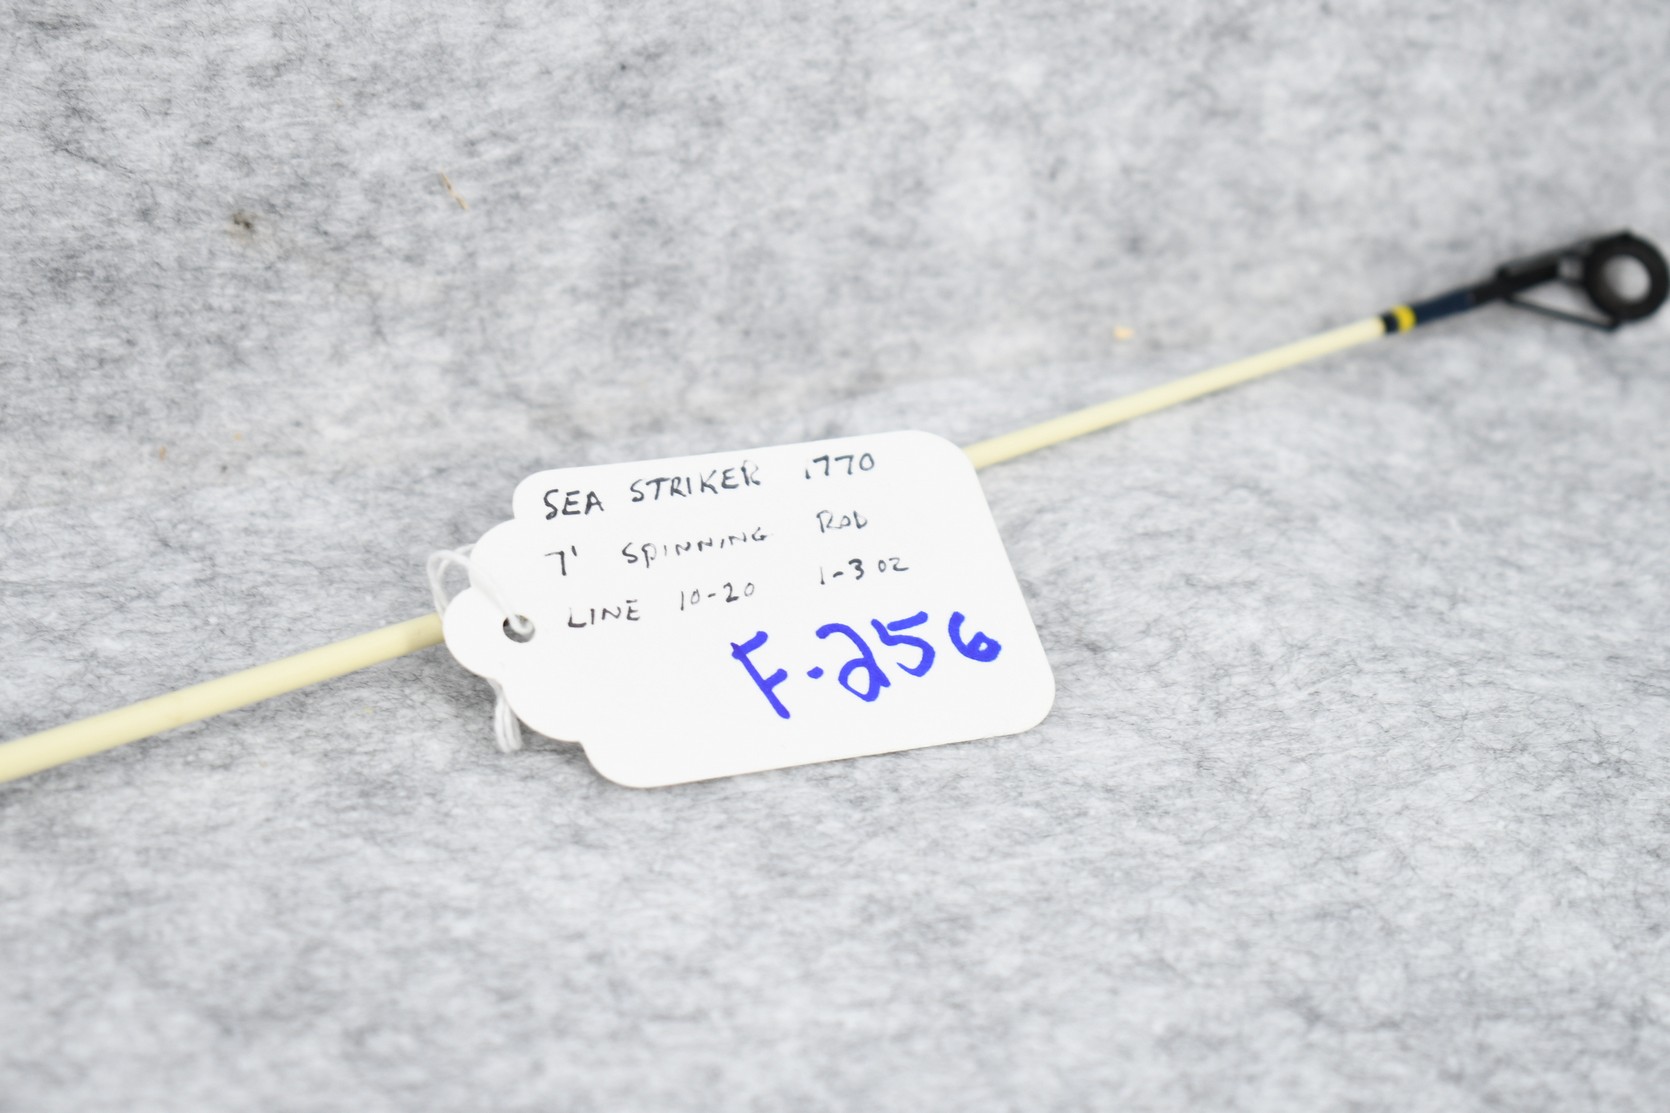 SEA STRIKER 1770
7' SPINNING ROD
LINE 10-20 1-3 OZ
F-256